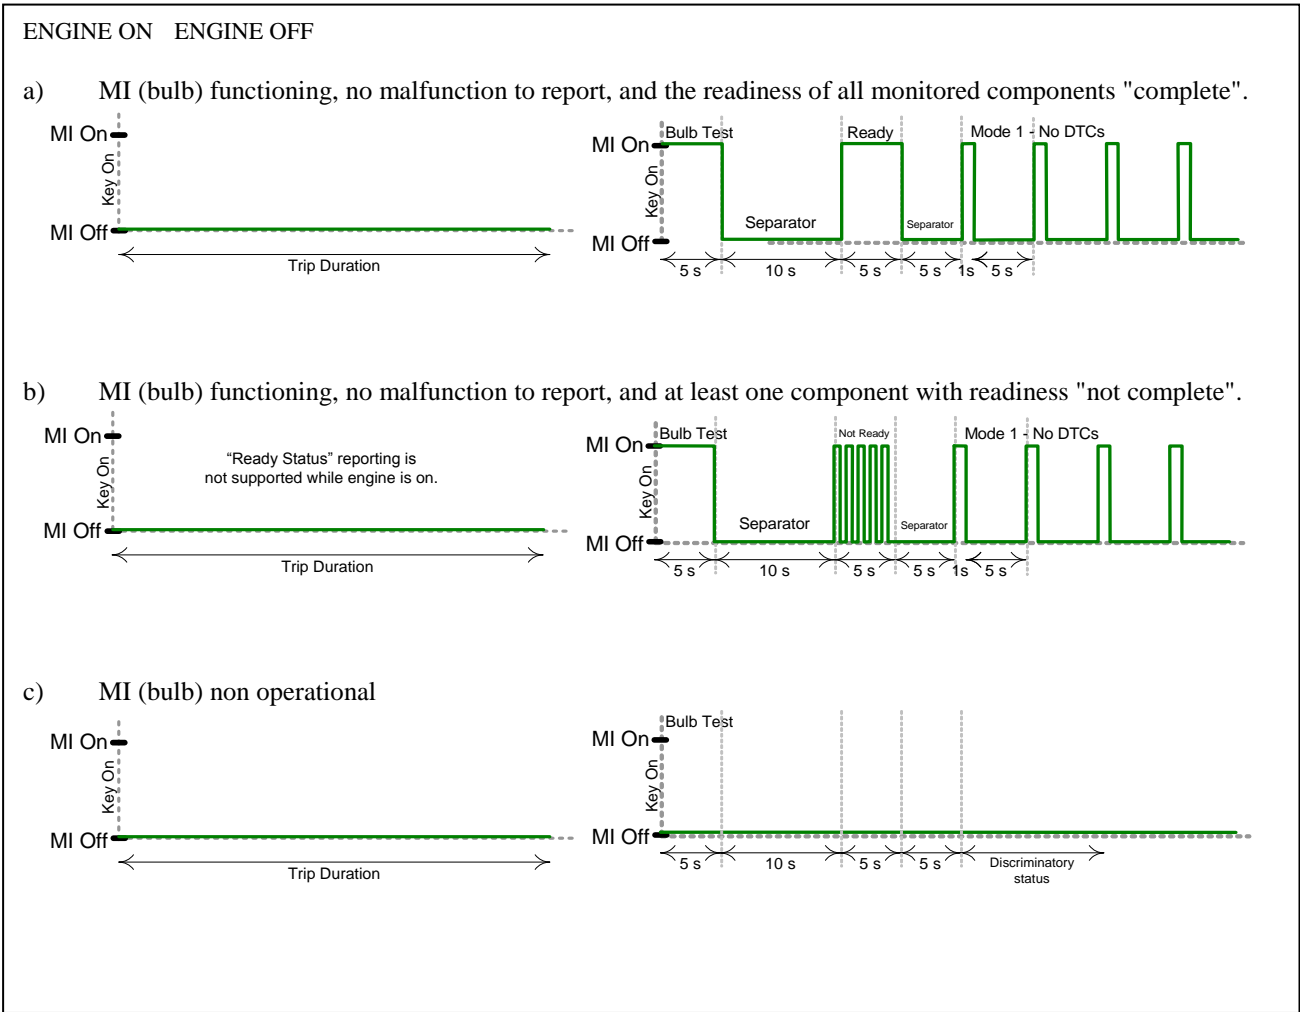 ENGINE ON ENGINE OFF
a) MI (bulb) functioning, no malfunction to report, and the readiness of all monitored components "complete".
MI On
Key On
MI Off
Trip Duration
Bulb Test Ready Mode 1 - No DTCs
MI On
Key On
Separator Separator
MI Off
5 s 10 s 5 s 5 s 1s 5 s
b) MI (bulb) functioning, no malfunction to report, and at least one component with readiness "not complete".
MI On
Key On
“Ready Status” reporting is
not supported while engine is on.
MI Off
Trip Duration
Bulb Test Not Ready Mode 1 - No DTCs
MI On
Key On
Separator Separator
MI Off
5 s 10 s 5 s 5 s 1s 5 s
c) MI (bulb) non operational
MI On
Key On
MI Off
Trip Duration
Bulb Test
MI On
Key On
MI Off
5 s 10 s 5 s 5 s Discriminatory
status